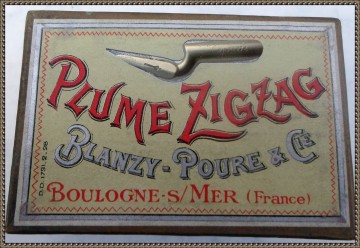 PLUME ZIGZAG
BLANZY-POURE & CIE
BOULOGNE-S/MER (France)